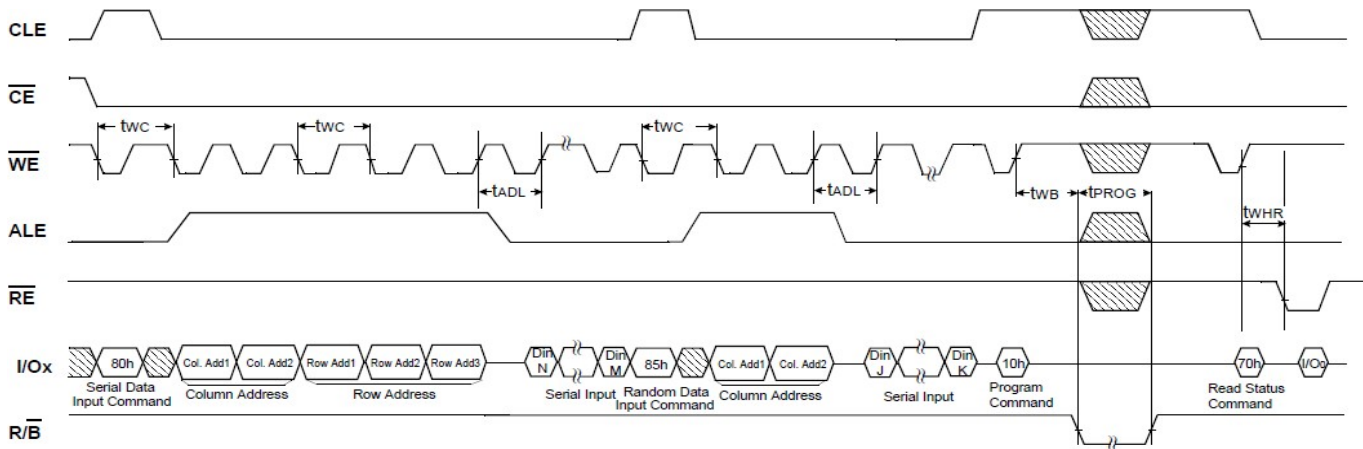 CLE
CE
tWC tWC tWC
WE
tADL tADL tWB tPROG
tWHR
ALE
RE
I/Ox 80h Col. Add1 Col. Add2 Row Add1 Row Add2 Row Add3 Din N Din M 85h Col. Add1 Col. Add2 Din J Din K 10h 70h I/Oo
Serial Data Input Command
Column Address
Row Address
Serial Input
Random Data Input Command
Column Address
Serial Input
Program Command
Read Status Command
R/B